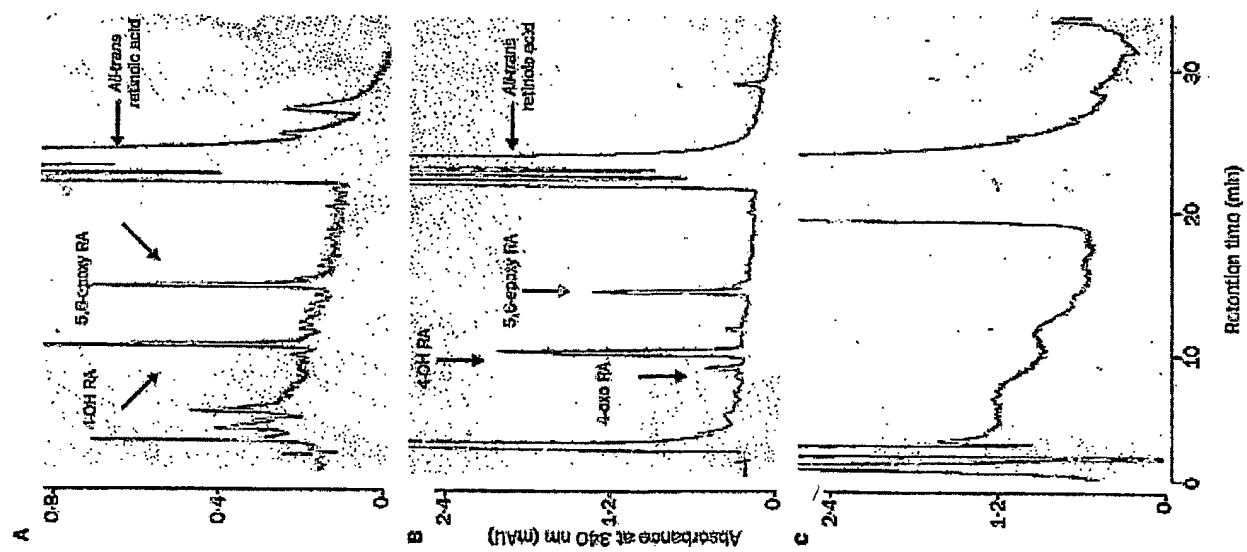 A
0·8
0·4
0
4-OH RA
5,6-epoxy RA
All-trans
retinoic acid
B
Absorbance at 340 nm (mAU)
2·4
1·2
0
4-OH RA
4-oxo RA
5,6-epoxy RA
All-trans
retinoic acid
C
2·4
1·2
0
0
10
20
30
Retention time (min)